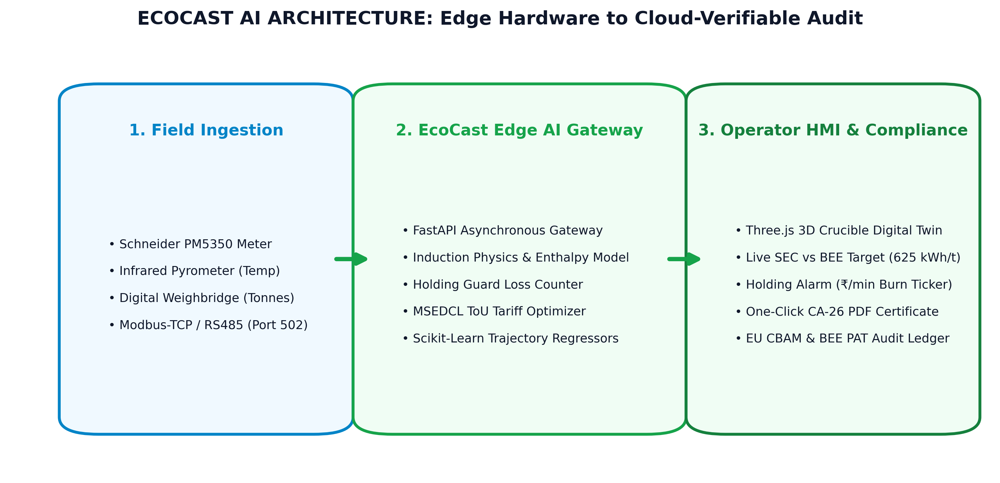 ECOCAST AI ARCHITECTURE: Edge Hardware to Cloud-Verifiable Audit
1. Field Ingestion
• Schneider PM5350 Meter
• Infrared Pyrometer (Temp)
• Digital Weighbridge (Tonnes)
• Modbus-TCP / RS485 (Port 502)
2. EcoCast Edge AI Gateway
• FastAPI Asynchronous Gateway
• Induction Physics & Enthalpy Model
• Holding Guard Loss Counter
• MSEDCL ToU Tariff Optimizer
• Scikit-Learn Trajectory Regressors
3. Operator HMI & Compliance
• Three.js 3D Crucible Digital Twin
• Live SEC vs BEE Target (625 kWh/t)
• Holding Alarm (₹/min Burn Ticker)
• One-Click CA-26 PDF Certificate
• EU CBAM & BEE PAT Audit Ledger